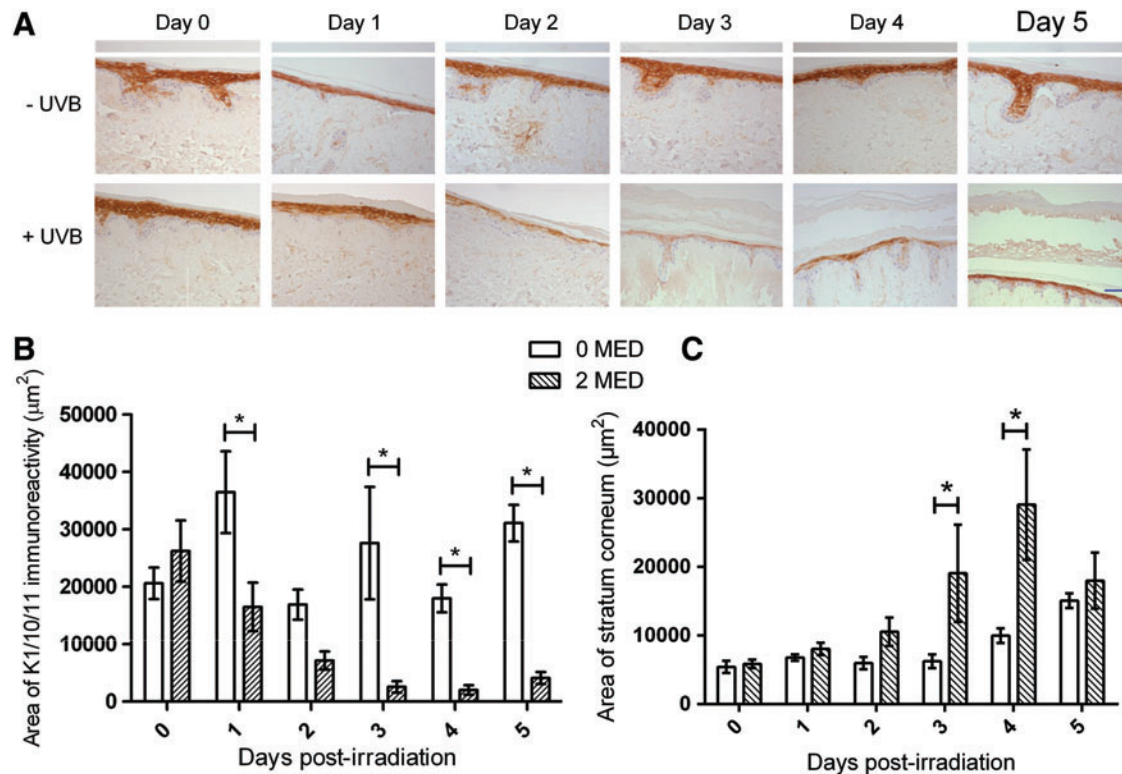 A
Day 0
Day 1
Day 2
Day 3
Day 4
Day 5
- UVB
+ UVB
B
0 MED
2 MED
C
Area of K1/10/11 immunoreactivity (μm²)
50000
40000
30000
20000
10000
0
*
*
*
*
0
1
2
3
4
5
Days post-irradiation
Area of stratum corneum (µm²)
40000
30000
20000
10000
0
*
*
0
1
2
3
4
5
Days post-irradiation